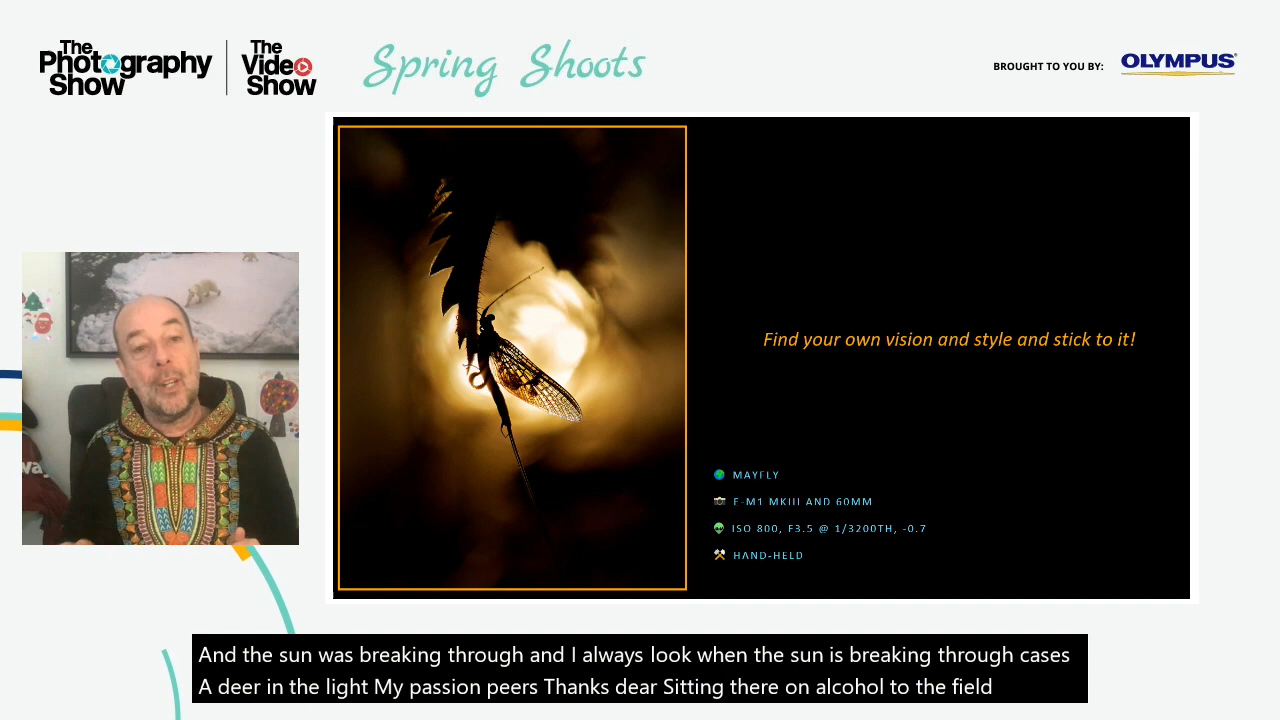 The
Photography
Show
The
Video
Show
Spring Shoots
BROUGHT TO YOU BY:
OLYMPUS
Find your own vision and style and stick to it!
MAYFLY
E-M1 MKIII AND 60MM
ISO 800, F3.5 @ 1/3200TH, -0.7
HAND-HELD
And the sun was breaking through and I always look when the sun is breaking through cases
A deer in the light My passion peers Thanks dear Sitting there on alcohol to the field